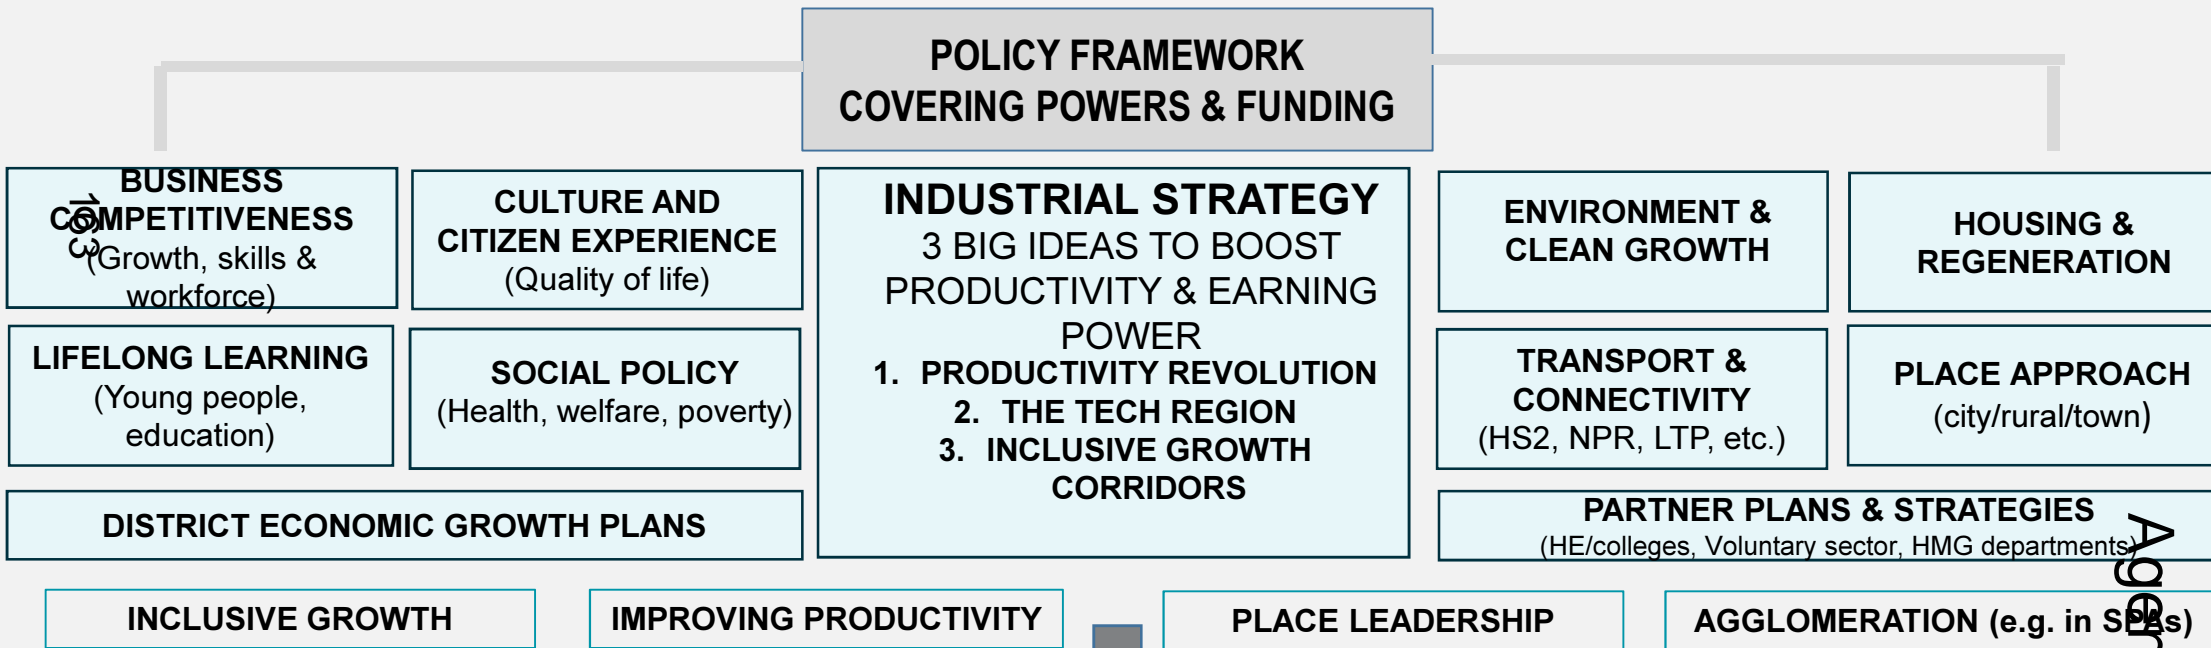 POLICY FRAMEWORK
COVERING POWERS & FUNDING
BUSINESS
COMPETITIVENESS
(Growth, skills &
workforce)
163
CULTURE AND
CITIZEN EXPERIENCE
(Quality of life)
INDUSTRIAL STRATEGY
3 BIG IDEAS TO BOOST
PRODUCTIVITY & EARNING
POWER
1. PRODUCTIVITY REVOLUTION
2. THE TECH REGION
3. INCLUSIVE GROWTH
CORRIDORS
ENVIRONMENT &
CLEAN GROWTH
HOUSING &
REGENERATION
LIFELONG LEARNING
(Young people,
education)
SOCIAL POLICY
(Health, welfare, poverty)
TRANSPORT &
CONNECTIVITY
(HS2, NPR, LTP, etc.)
PLACE APPROACH
(city/rural/town)
DISTRICT ECONOMIC GROWTH PLANS
PARTNER PLANS & STRATEGIES
(HE/colleges, Voluntary sector, HMG departments)
INCLUSIVE GROWTH
IMPROVING PRODUCTIVITY
PLACE LEADERSHIP
AGGLOMERATION (e.g. in SPAs)